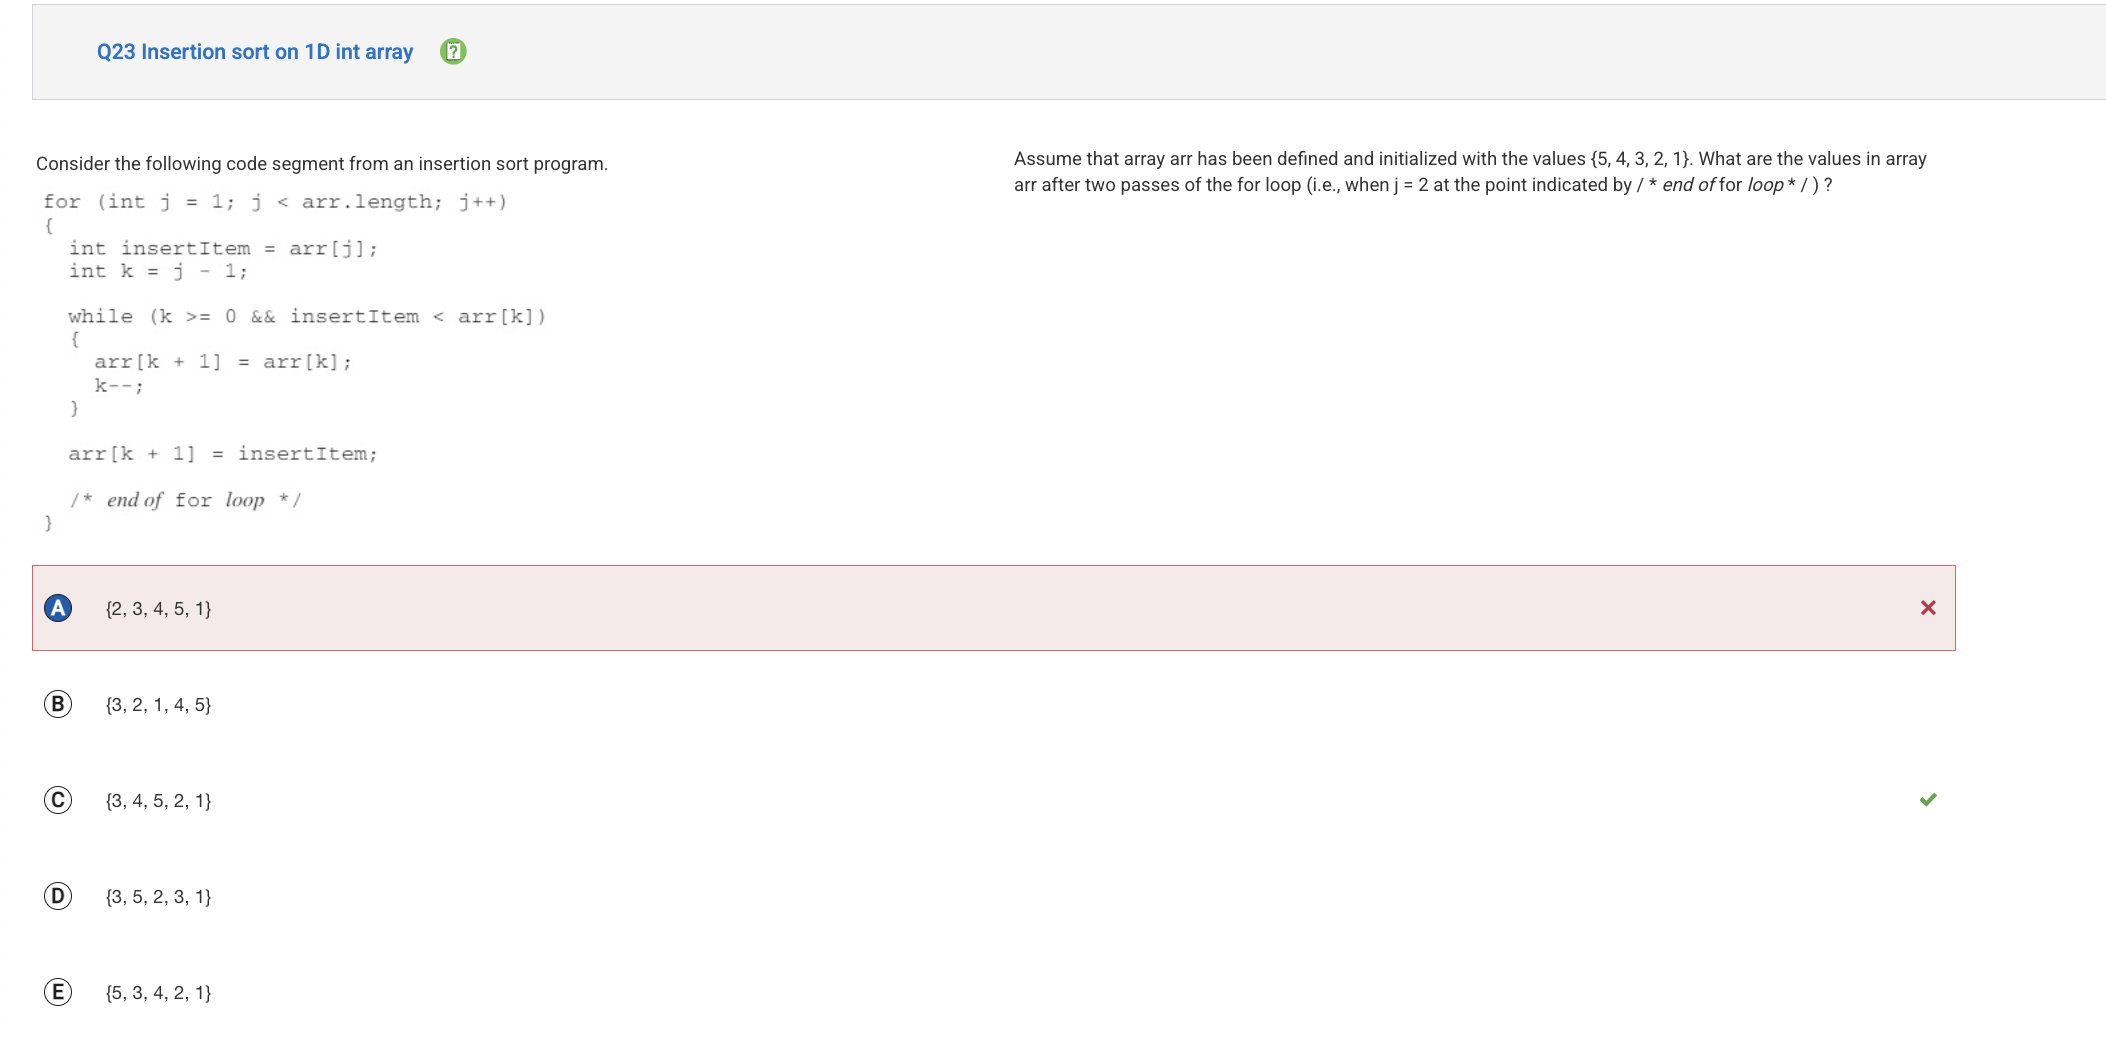 Q23 Insertion sort on 1D int array
Consider the following code segment from an insertion sort program.
for (int j = 1; j < arr.length; j++)
{
int insertItem = arr[j];
int k = j - 1;
while (k >= 0 && insertItem < arr[k])
{
arr[k + 1] = arr[k];
k--;
}
arr[k + 1] = insertItem;
/* end of for loop */
}
Assume that array arr has been defined and initialized with the values {5, 4, 3, 2, 1}. What are the values in array
arr after two passes of the for loop (i.e., when j = 2 at the point indicated by / * end of for loop * / ) ?
A {2, 3, 4, 5, 1}
B {3, 2, 1, 4, 5}
C {3, 4, 5, 2, 1}
D {3, 5, 2, 3, 1}
E {5, 3, 4, 2, 1}